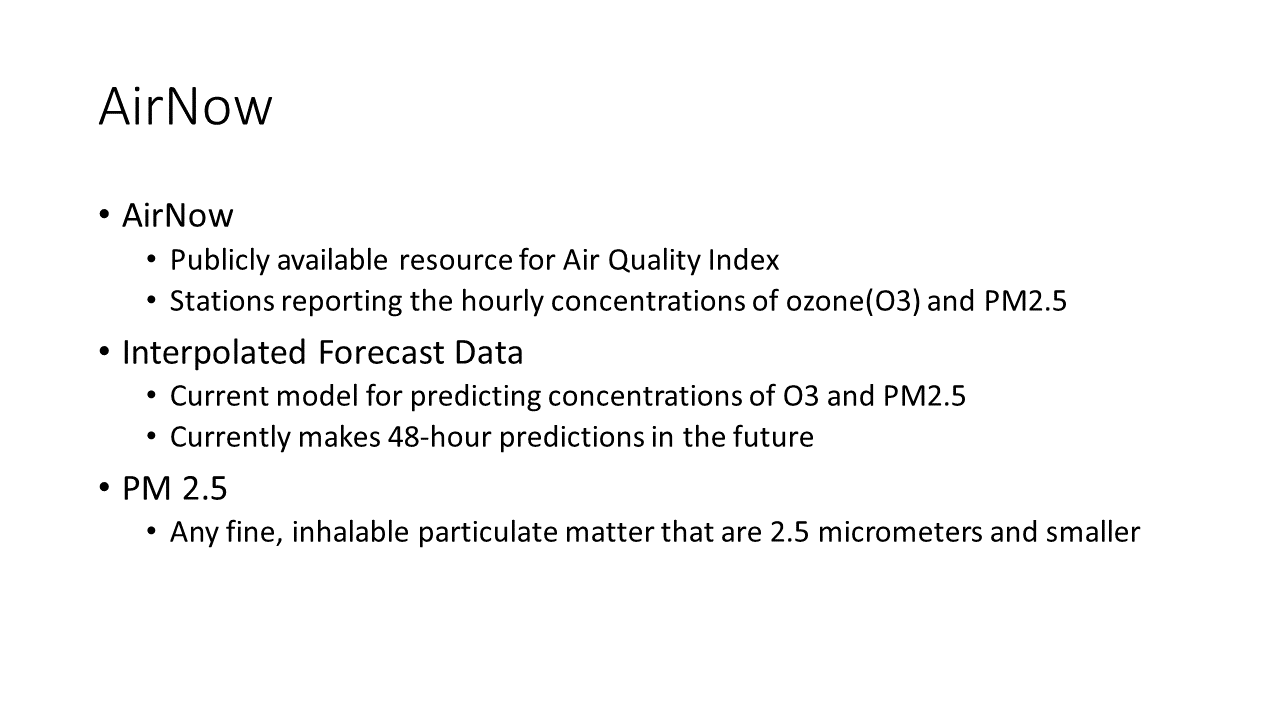 AirNow
• AirNow
• Publicly available resource for Air Quality Index
• Stations reporting the hourly concentrations of ozone(O3) and PM2.5
• Interpolated Forecast Data
• Current model for predicting concentrations of O3 and PM2.5
• Currently makes 48-hour predictions in the future
• PM 2.5
• Any fine, inhalable particulate matter that are 2.5 micrometers and smaller